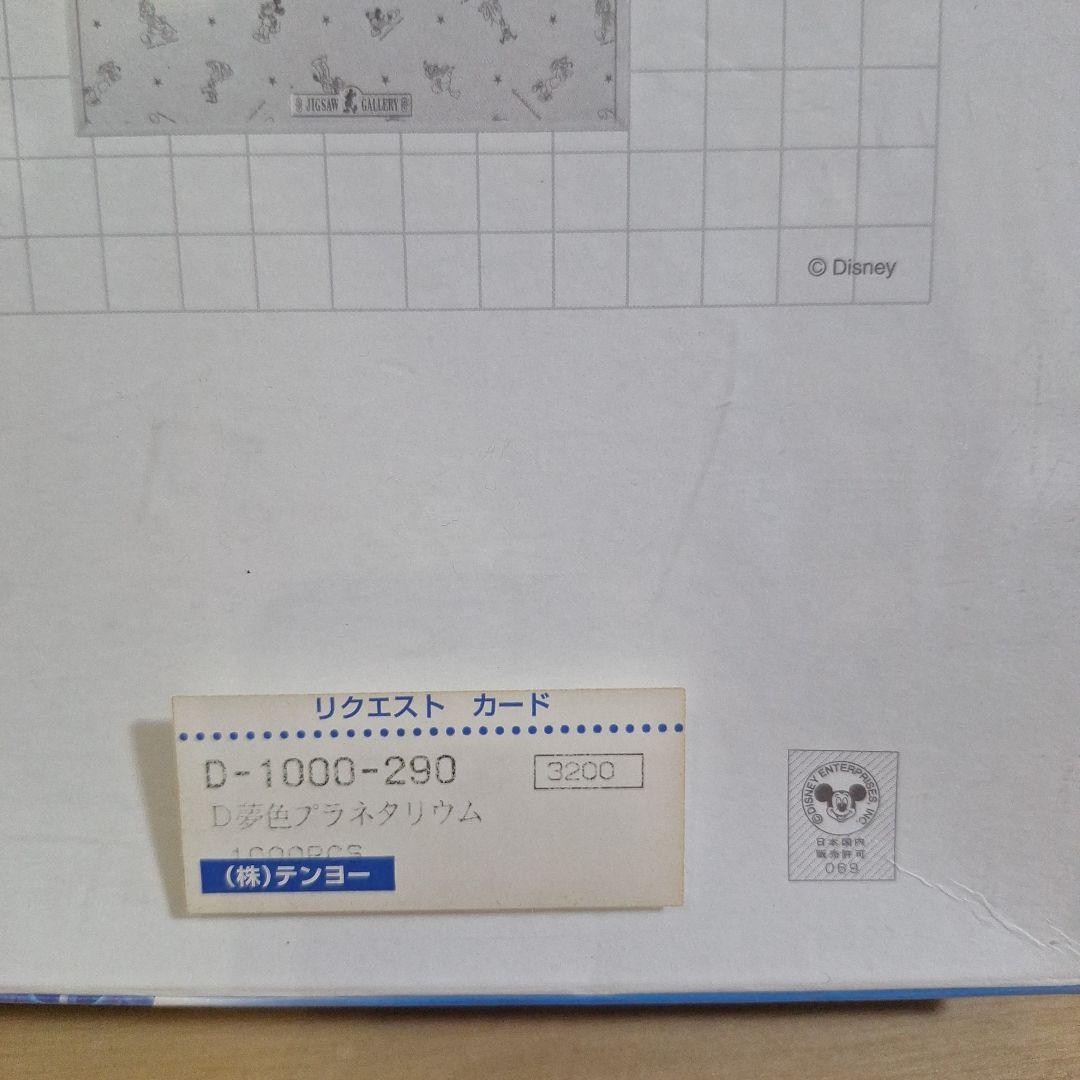 JIGSAW GALLERY
© Disney
リクエスト カード
D-1000-290
3200
D夢色プラネタリウム
1000PCS
(株)テンヨー
©DISNEY ENTERPRISES, INC.
日本国内
販売許可
069